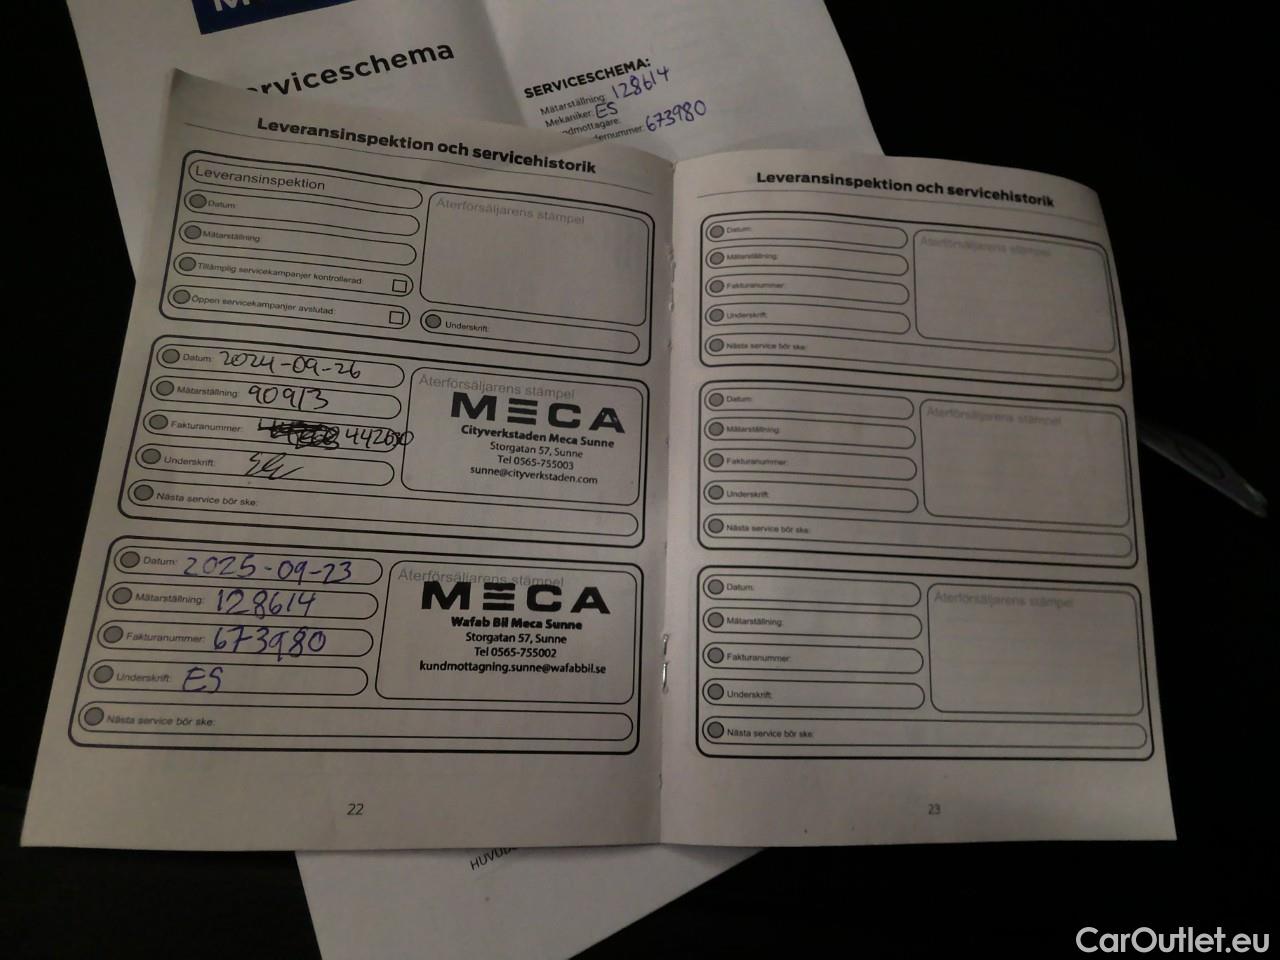 Serviceschema
SERVICESCHEMA:
Mätarställning: 128614
Mekaniker: ES
673980
Leveransinspektion och servicehistorik
Leveransinspektion
Datum:
Mätarställning:
Tillämplig servicekampanjer kontrollerad:
Öppen servicekampanjer avslutad:
Återförsäljarens stämpel
Underskrift:
Datum: 2024-09-26
Mätarställning: 90913
Fakturanummer: 442690
Underskrift:
Nästa service bör ske:
Återförsäljarens stämpel
MECA
Cityverkstaden Meca Sunne
Storgatan 57, Sunne
Tel 0565-755003
sunne@cityverkstaden.com
Datum: 2025-09-23
Mätarställning: 128614
Fakturanummer: 673980
Underskrift: ES
Nästa service bör ske:
Återförsäljarens stämpel
MECA
Wafab Bil Meca Sunne
Storgatan 57, Sunne
Tel 0565-755002
kundmottagning.sunne@wafabbil.se
22
Leveransinspektion och servicehistorik
Datum:
Mätarställning:
Fakturanummer:
Underskrift:
Nästa service bör ske:
Återförsäljarens stämpel
Datum:
Mätarställning:
Fakturanummer:
Underskrift:
Nästa service bör ske:
Återförsäljarens stämpel
Datum:
Mätarställning:
Fakturanummer:
Underskrift:
Nästa service bör ske:
Återförsäljarens stämpel
23
CarOutlet.eu